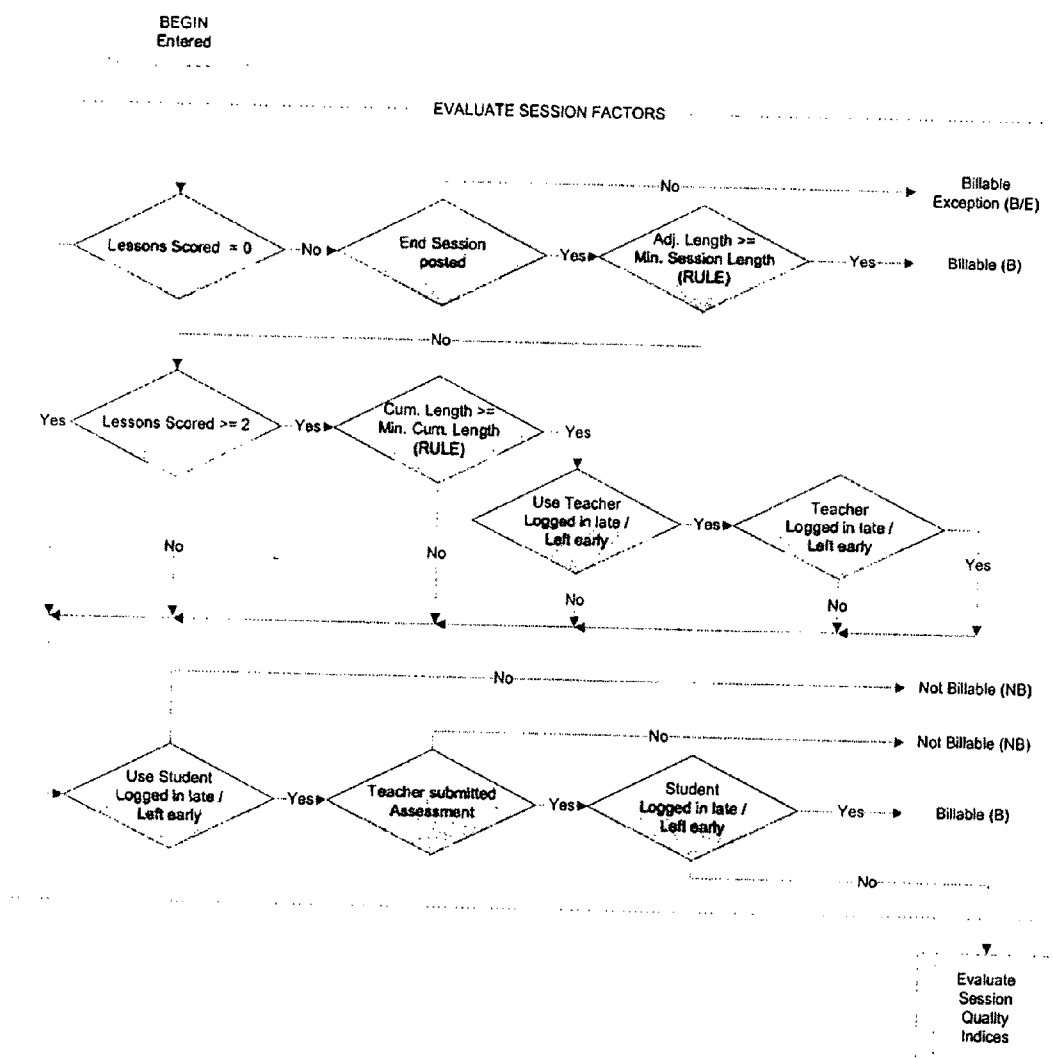 BEGIN
Entered
EVALUATE SESSION FACTORS
No
Billable
Exception (B/E)
Lessons Scored = 0
No
End Session
posted
Yes
Adj. Length >=
Min. Session Length
(RULE)
Yes
Billable (B)
No
Yes
Lessons Scored >= 2
Yes
Cum. Length >=
Min. Cum. Length
(RULE)
Yes
Use Teacher
Logged in late /
Left early
Yes
Teacher
Logged in late /
Left early
No
No
Yes
No
No
No
Not Billable (NB)
No
Not Billable (NB)
Use Student
Logged in late /
Left early
Yes
Teacher submitted
Assessment
Yes
Student
Logged in late /
Left early
Yes
Billable (B)
No
Evaluate
Session
Quality
Indices